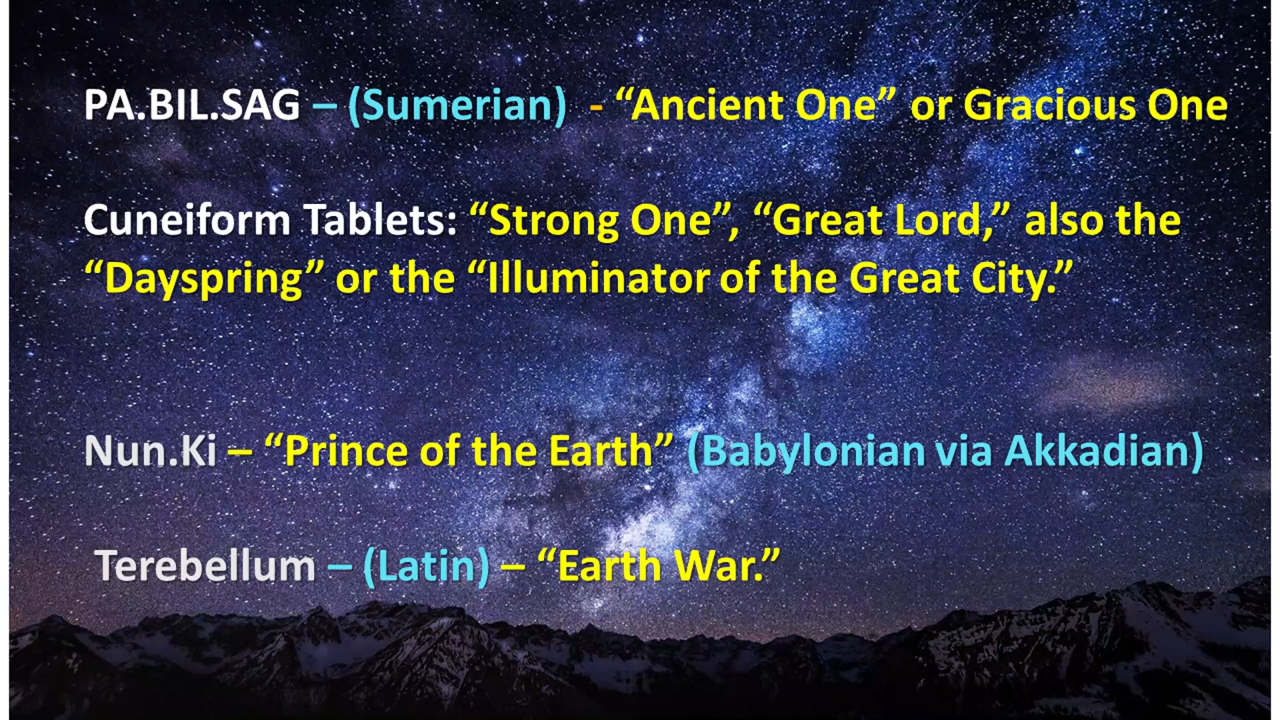 PA.BIL.SAG – (Sumerian) - “Ancient One” or Gracious One
Cuneiform Tablets: “Strong One”, “Great Lord,” also the
“Dayspring” or the “Illuminator of the Great City.”
Nun.Ki – “Prince of the Earth” (Babylonian via Akkadian)
Terebellum – (Latin) – “Earth War.”